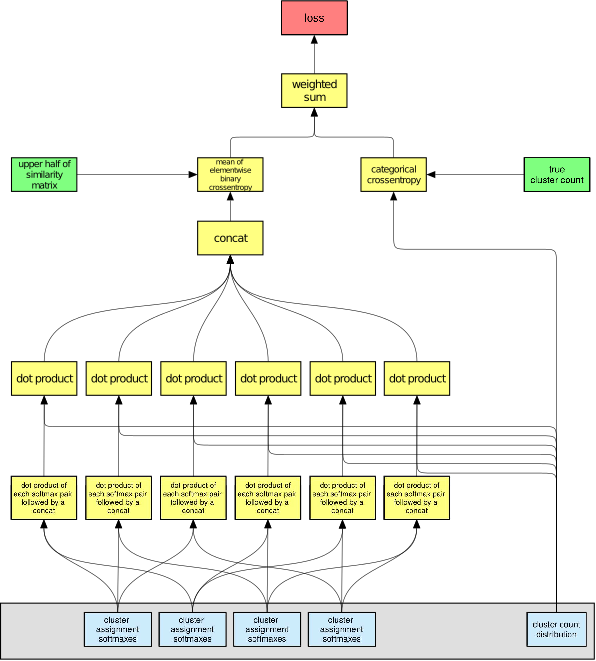 loss
weighted
sum
upper half of
similarity
matrix
mean of
elementwise
binary
crossentropy
categorical
crossentropy
true
cluster count
concat
dot product
dot product
dot product
dot product
dot product
dot product
dot product of
each softmax pair
followed by a
concat
dot product of
each softmax pair
followed by a
concat
dot product of
each softmax pair
followed by a
concat
dot product of
each softmax pair
followed by a
concat
dot product of
each softmax pair
followed by a
concat
dot product of
each softmax pair
followed by a
concat
cluster
assignment
softmaxes
cluster
assignment
softmaxes
cluster
assignment
softmaxes
cluster
assignment
softmaxes
cluster count
distribution